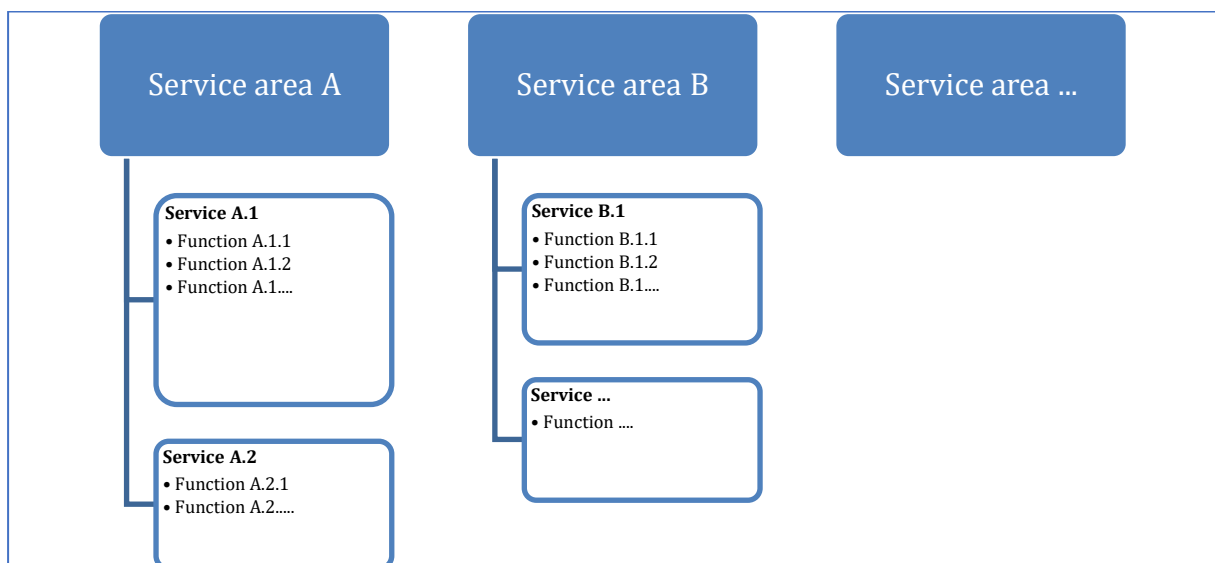 Service area A
Service area B
Service area ...
Service A.1
• Function A.1.1
• Function A.1.2
• Function A.1....
Service A.2
• Function A.2.1
• Function A.2.....
Service B.1
• Function B.1.1
• Function B.1.2
• Function B.1....
Service ...
• Function ....